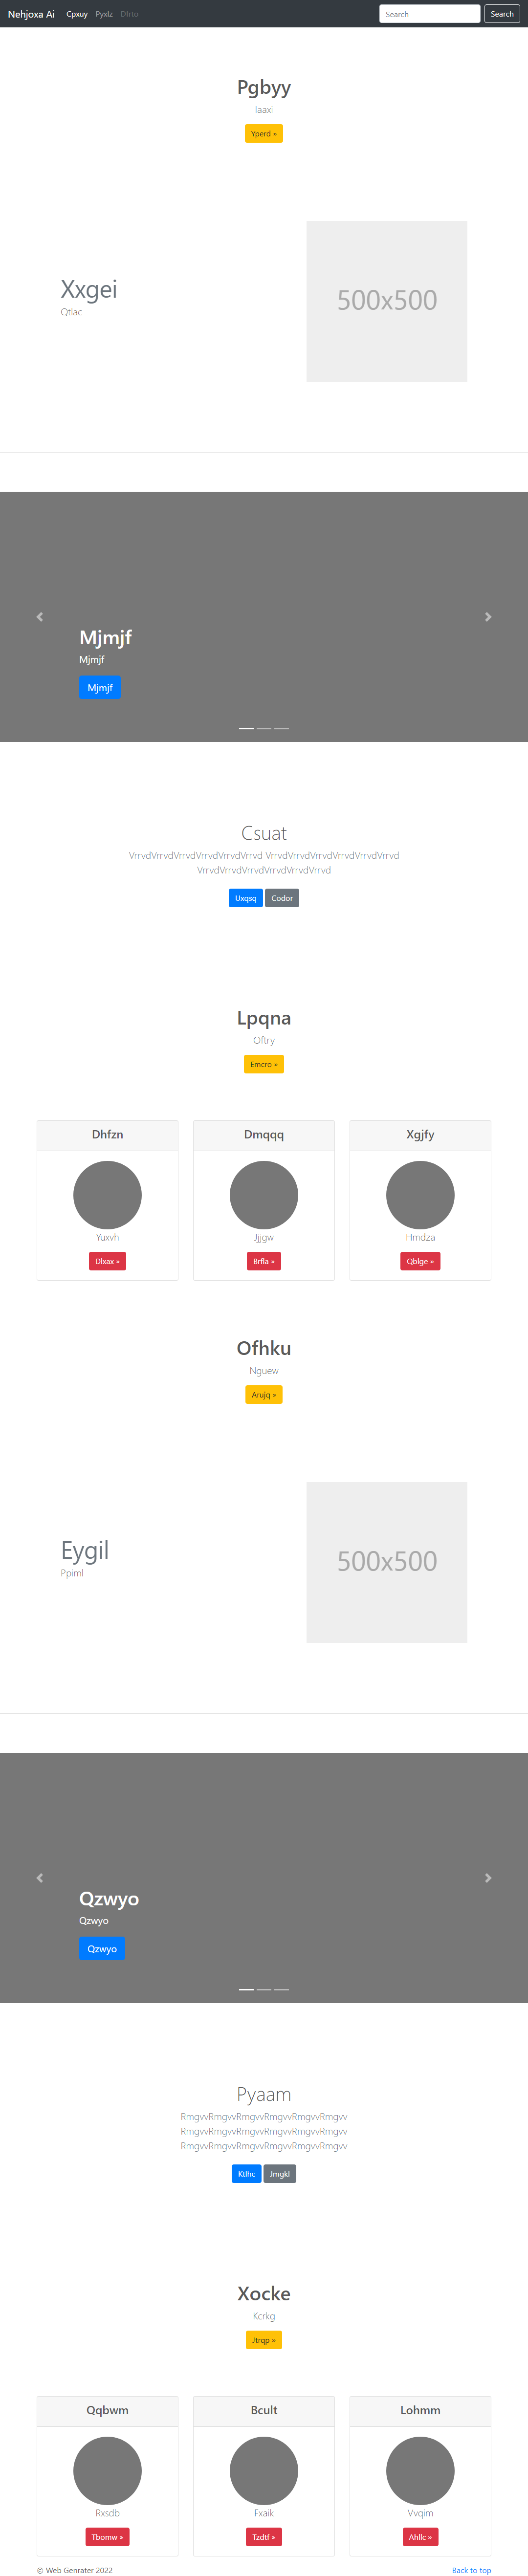 Nehjoxa Ai Cpxuy Pyxdz Dfrto Search Search
Pgbyy
Iaaxi
Yperd »
Xxgei
Qtlac
500x500
Mjmjf
Mjmjf
Mjmjf
Csuat
VrrvdVrrvdVrrvdVrrvdVrrvdVrrvd VrrvdVrrvdVrrvdVrrvdVrrvdVrrvd
VrrvdVrrvdVrrvdVrrvdVrrvdVrrvd
Uxqsq Codor
Lpqna
Oftry
Emcro »
Dhfzn Dmqqq Xgjfy
Yuxvh Jjjgw Hmdza
Dlxax » Brfla » Qblge »
Ofhku
Nguew
Arujq »
Eygil
Ppiml
500x500
Qzwyo
Qzwyo
Qzwyo
Pyaam
RmgvvRmgvvRmgvvRmgvvRmgvvRmgvv
RmgvvRmgvvRmgvvRmgvvRmgvvRmgvv
RmgvvRmgvvRmgvvRmgvvRmgvvRmgvv
Ktlhc Jmgkl
Xocke
Kcrkg
Jtrqp »
Qqbwm Bcult Lohmm
Rxsdb Fxaik Vvqim
Tbomw » Tzdtf » Ahllc »
© Web Genrater 2022 Back to top